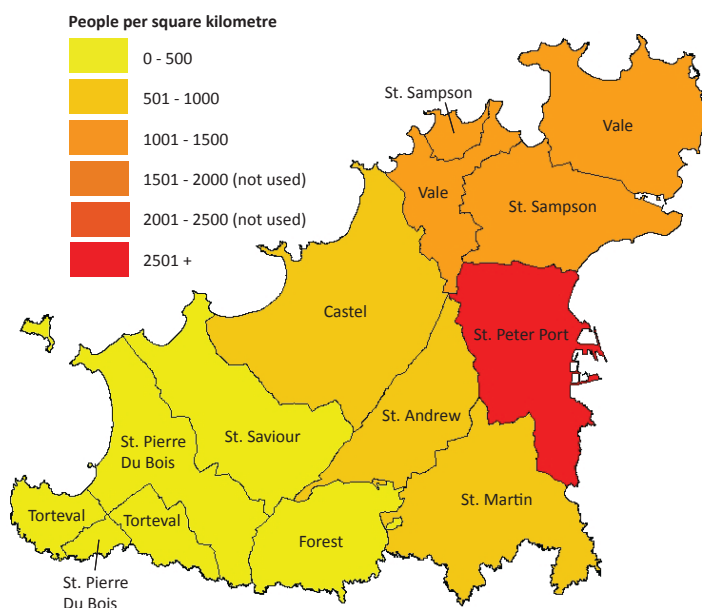 People per square kilometre
0 - 500
501 - 1000
1001 - 1500
1501 - 2000 (not used)
2001 - 2500 (not used)
2501 +
St. Sampson
Vale
Vale
St. Sampson
Castel
St. Peter Port
St. Andrew
St. Saviour
St. Pierre
Du Bois
St. Martin
Torteval
Torteval
Forest
St. Pierre
Du Bois